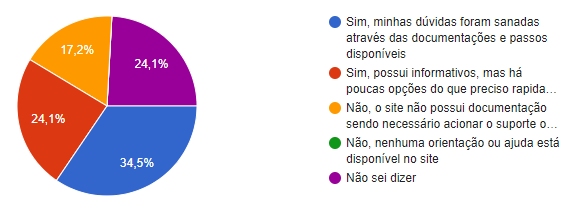 17,2%
24,1%
24,1%
34,5%
Sim, minhas dúvidas foram sanadas
através das documentações e passos
disponíveis
Sim, possui informativos, mas há
poucas opções do que preciso rapida…
Não, o site não possui documentação
sendo necessário acionar o suporte o…
Não, nenhuma orientação ou ajuda está
disponível no site
Não sei dizer